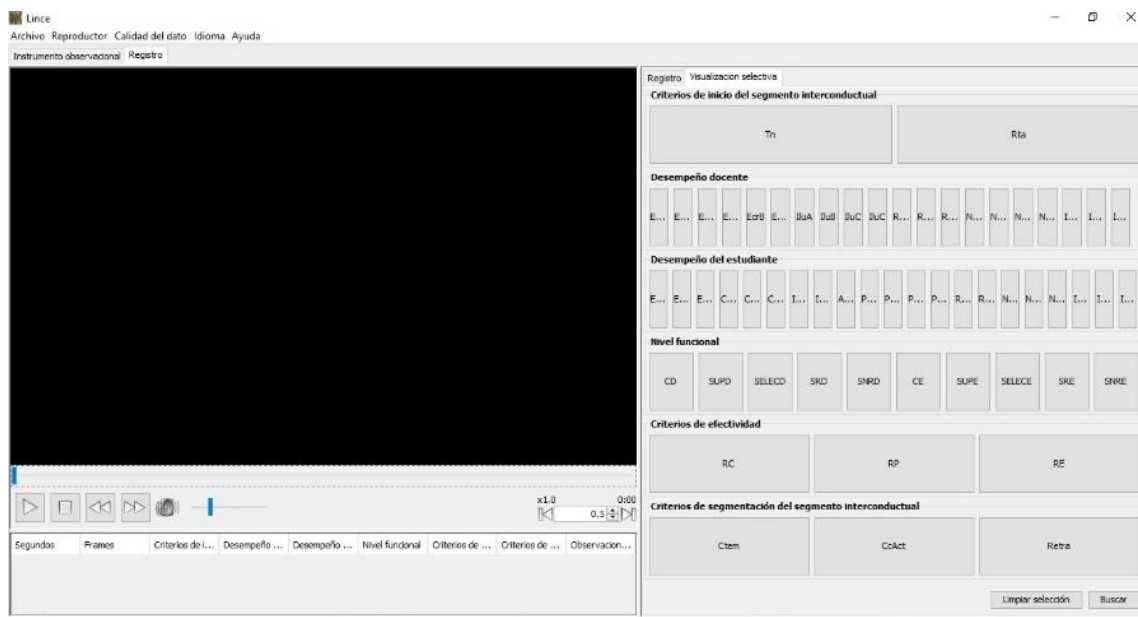 Lince
Archivo Reproductor Calidad del dato Idioma Ayuda
Instrumento observacional Registro
Registro Visualizacion selectiva
Criterios de inicio del segmento interconductual
Tn Rta
Desempeño docente
E... E... E... E... EcrB E... IluA IluB IluC IluC R... R... R... N... N... N... N... I... I... I...
Desempeño del estudiante
E... E... E... C... C... C... I... I... A... P... P... P... P... R... R... N... N... N... I... I... I...
Nivel funcional
CD SUPD SELECD SRD SNRD CE SUPE SELECE SRE SNRE
Criterios de efectividad
RC RP RE
Criterios de segmentación del segmento interconductual
Ctem CcAct Retra
Limpiar selección Buscar
x1.0 0:00
0.5
Segundos Frames Criterios de i... Desempeño ... Desempeño ... Nivel funcional Criterios de ... Criterios de ... Observacion...